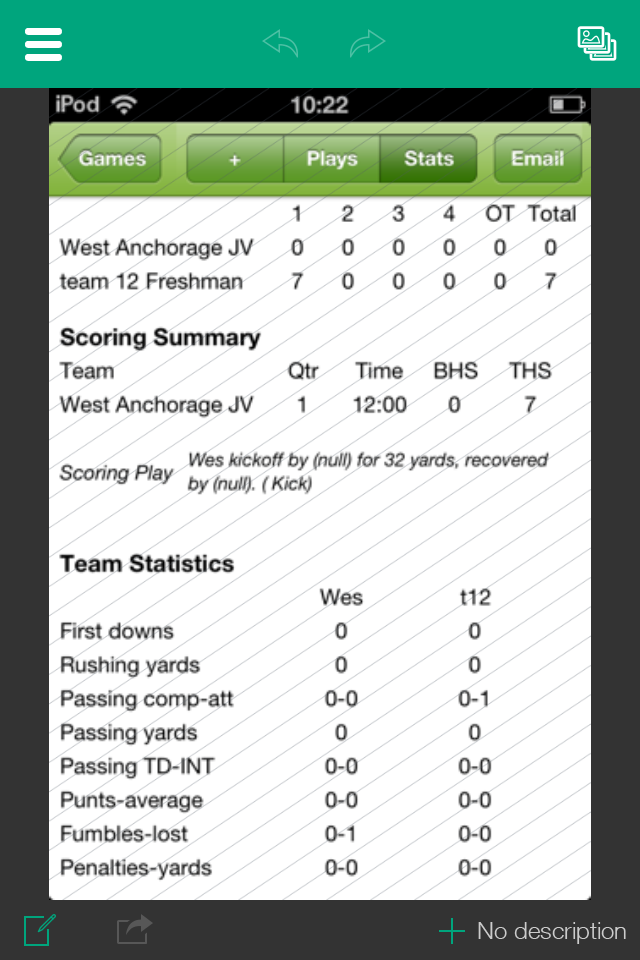 iPod 10:22
Games + Plays Stats Email
1 2 3 4 OT Total
West Anchorage JV 0 0 0 0 0 0
team 12 Freshman 7 0 0 0 0 7
Scoring Summary
Team Qtr Time BHS THS
West Anchorage JV 1 12:00 0 7
Scoring Play Wes kickoff by (null) for 32 yards, recovered
by (null). ( Kick)
Team Statistics
Wes t12
First downs 0 0
Rushing yards 0 0
Passing comp-att 0-0 0-1
Passing yards 0 0
Passing TD-INT 0-0 0-0
Punts-average 0-0 0-0
Fumbles-lost 0-1 0-0
Penalties-yards 0-0 0-0
No description